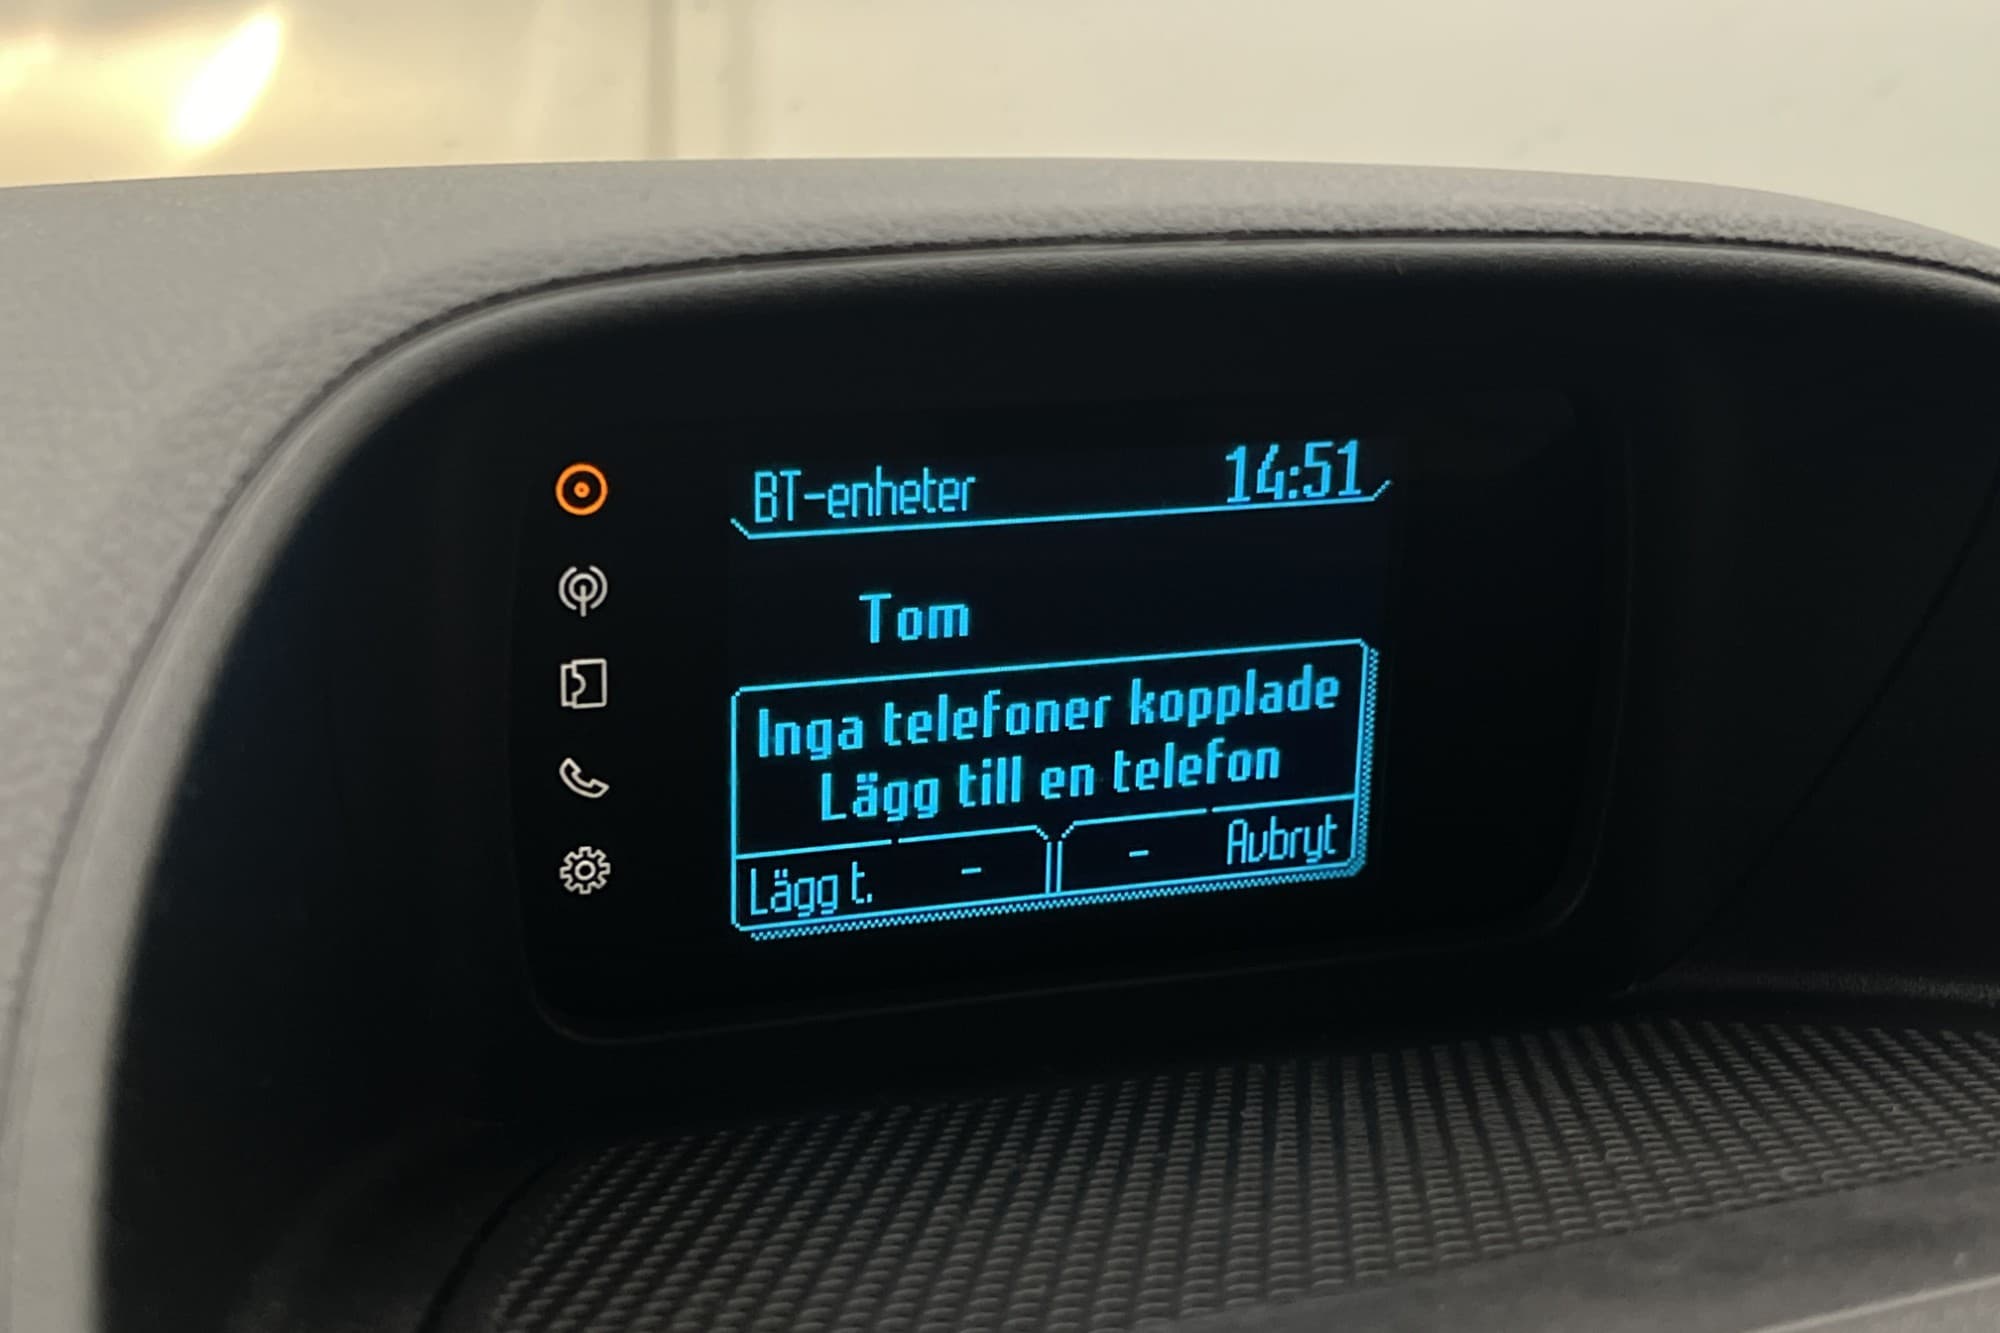 BT-enheter 14:51
Tom
Inga telefoner kopplade
Lägg till en telefon
Lägg t. - - Avbryt